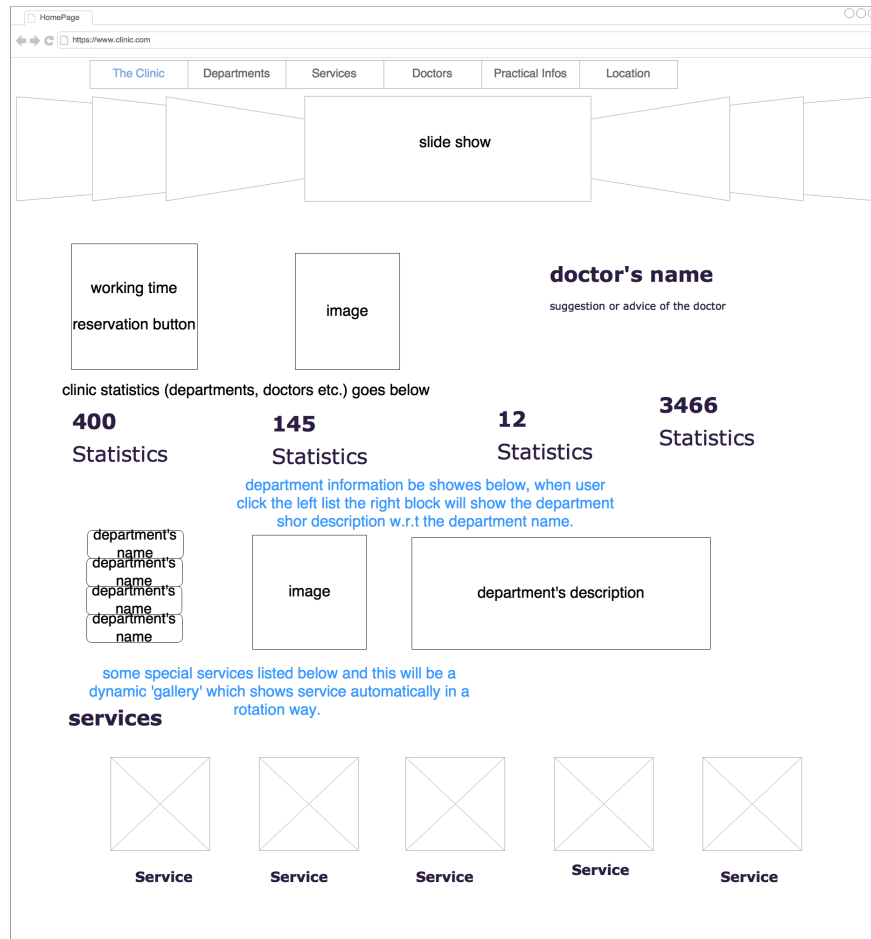 HomePage
https://www.clinic.com
The Clinic
Departments
Services
Doctors
Practical Infos
Location
slide show
working time
reservation button
image
doctor's name
suggestion or advice of the doctor
clinic statistics (departments, doctors etc.) goes below
400
Statistics
145
Statistics
12
Statistics
3466
Statistics
department information be showes below, when user
click the left list the right block will show the department
shor description w.r.t the department name.
department's
name
department's
name
department's
name
department's
name
image
department's description
some special services listed below and this will be a
dynamic 'gallery' which shows service automatically in a
rotation way.
services
Service
Service
Service
Service
Service